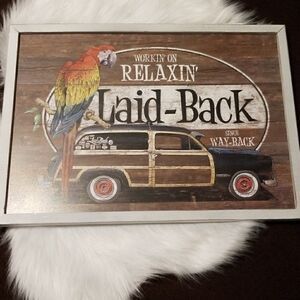 WORKIN' ON
RELAXIN'
Laid-Back
SINCE
WAY-BACK